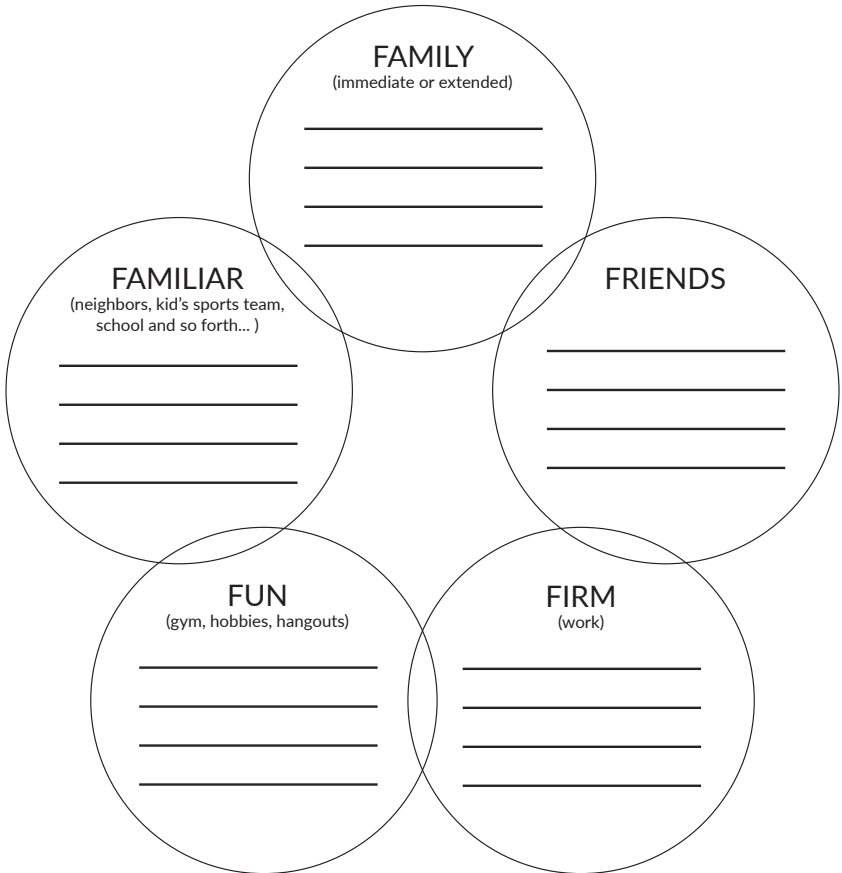 FAMILY
(immediate or extended)
FAMILIAR
(neighbors, kid's sports team,
school and so forth... )
FRIENDS
FUN
(gym, hobbies, hangouts)
FIRM
(work)